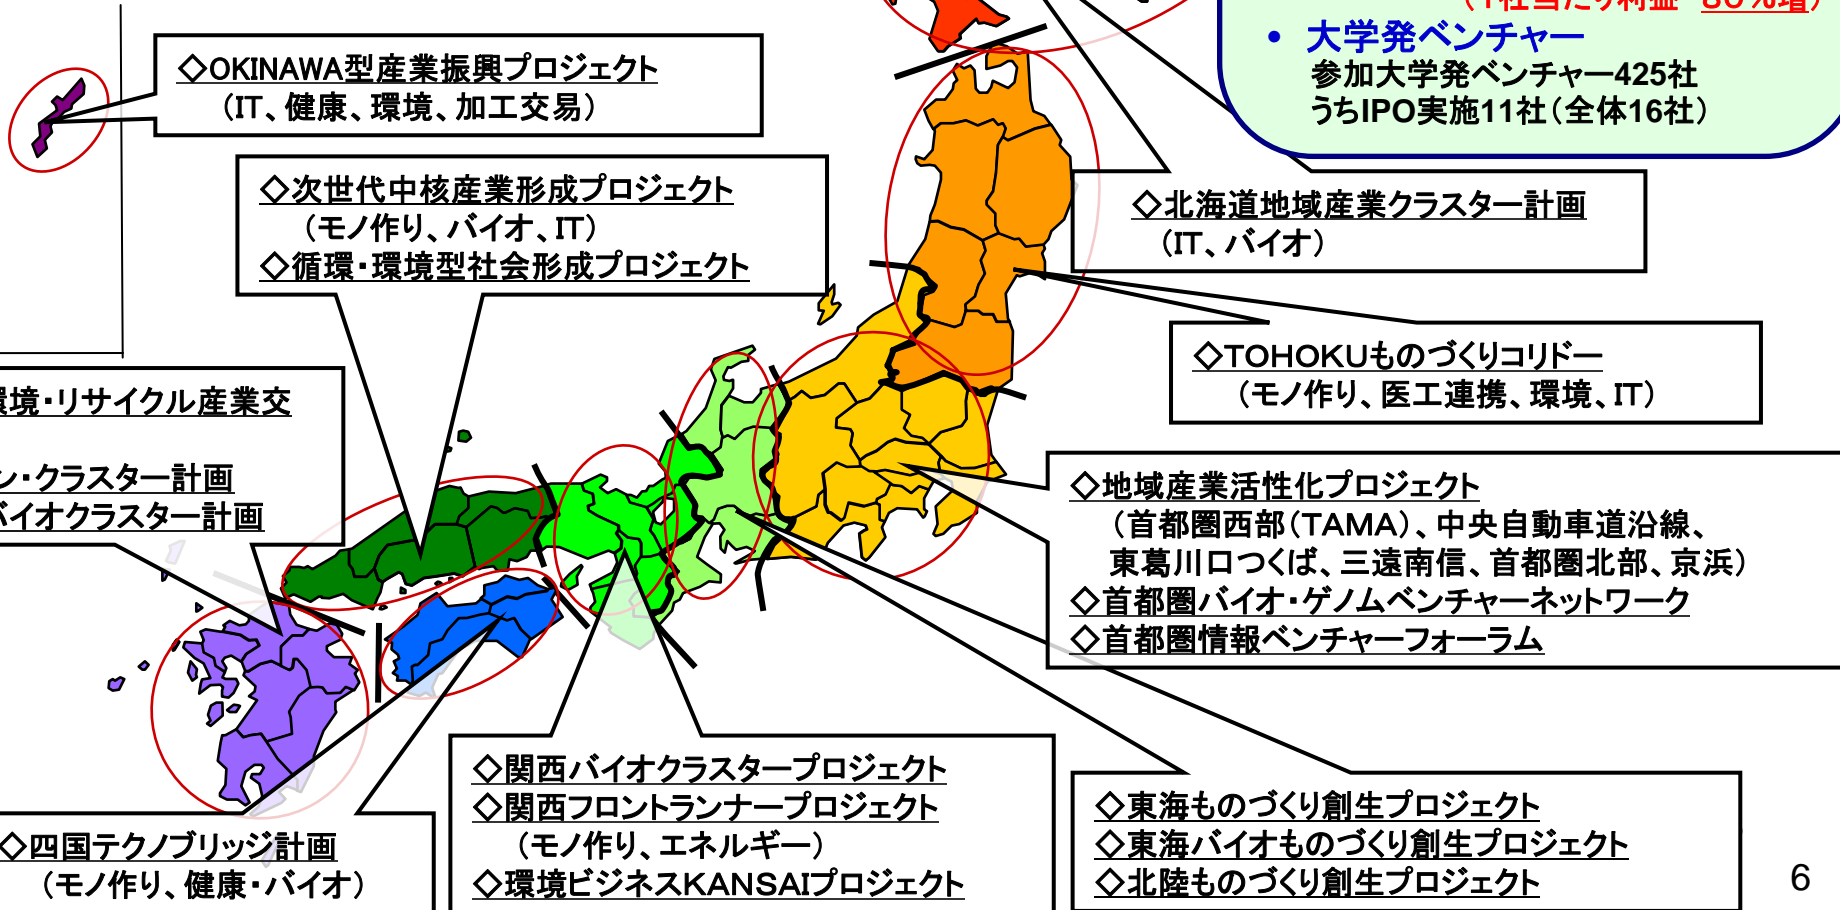 (1社当たり利益 80%増)
• 大学発ベンチャー
参加大学発ベンチャー425社
うちIPO実施11社(全体16社)
◇OKINAWA型産業振興プロジェクト
(IT、健康、環境、加工交易)
◇次世代中核産業形成プロジェクト
(モノ作り、バイオ、IT)
◇循環・環境型社会形成プロジェクト
◇北海道地域産業クラスター計画
(IT、バイオ)
◇TOHOKUものづくりコリドー
(モノ作り、医工連携、環境、IT)
環境・リサイクル産業交
ン・クラスター計画
バイオクラスター計画
◇地域産業活性化プロジェクト
(首都圏西部(TAMA)、中央自動車道沿線、
東葛川口つくば、三遠南信、首都圏北部、京浜)
◇首都圏バイオ・ゲノムベンチャーネットワーク
◇首都圏情報ベンチャーフォーラム
◇四国テクノブリッジ計画
(モノ作り、健康・バイオ)
◇関西バイオクラスタープロジェクト
◇関西フロントランナープロジェクト
(モノ作り、エネルギー)
◇環境ビジネスKANSAIプロジェクト
◇東海ものづくり創生プロジェクト
◇東海バイオものづくり創生プロジェクト
◇北陸ものづくり創生プロジェクト
6